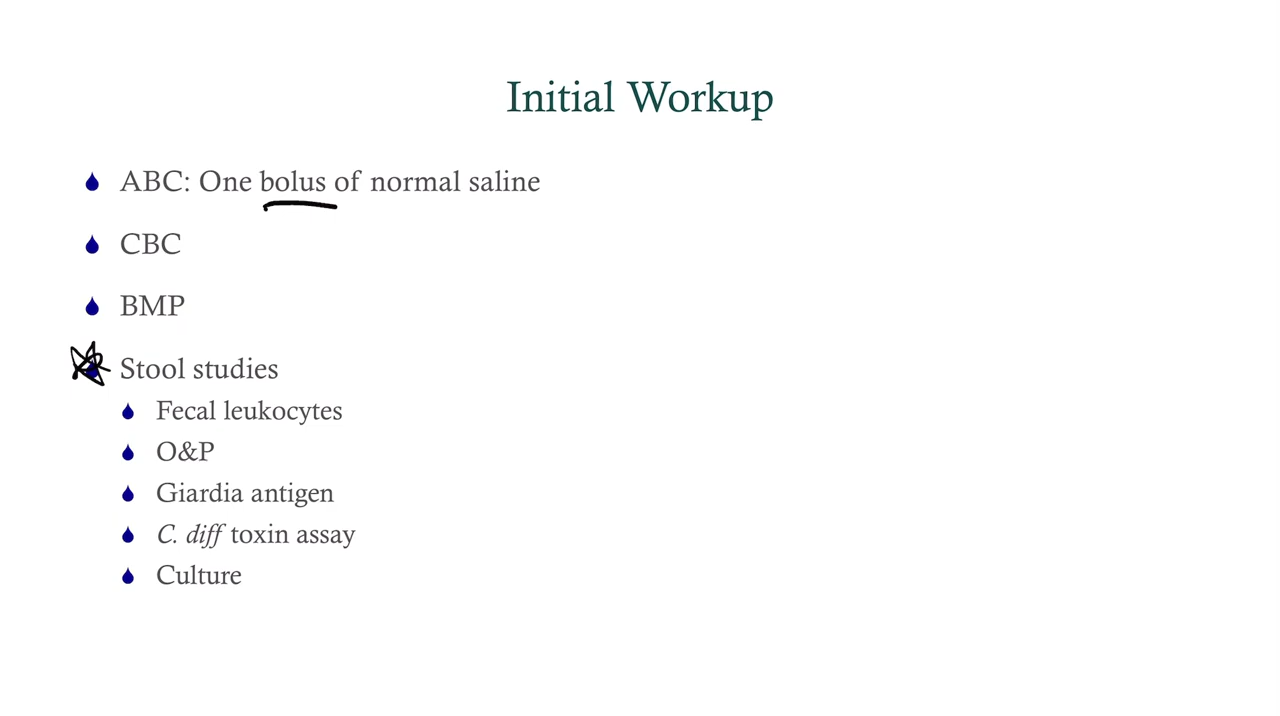 Initial Workup
ABC: One bolus of normal saline
CBC
BMP
Stool studies
Fecal leukocytes
O&P
Giardia antigen
C. diff toxin assay
Culture